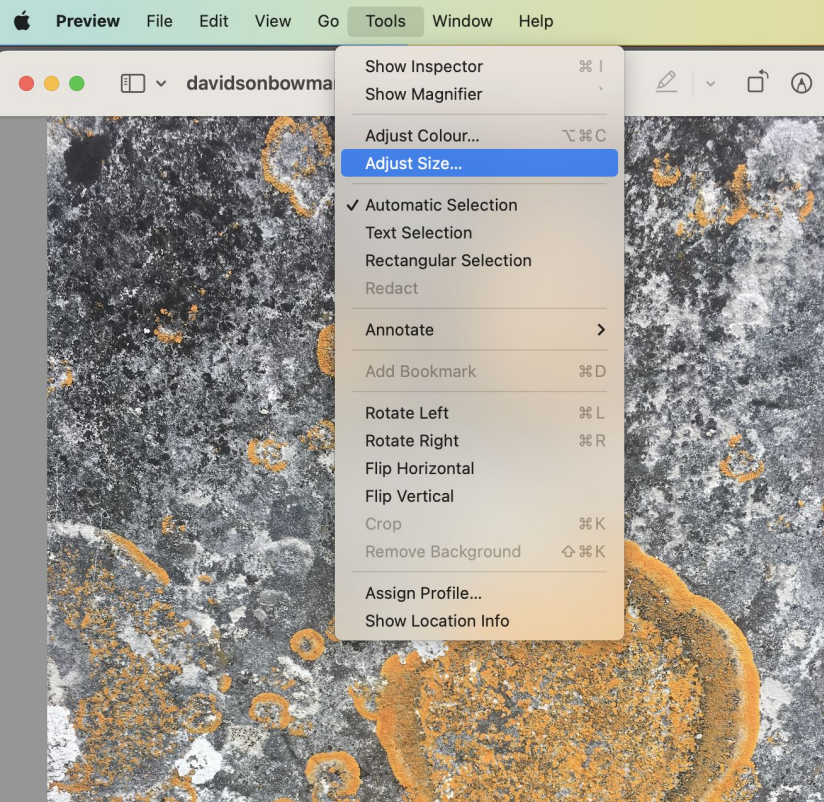 Preview File Edit View Go Tools Window Help
davidsonbowma
Show Inspector ⌘ I
Show Magnifier `
Adjust Colour... ⌥⌘C
Adjust Size...
✓ Automatic Selection
Text Selection
Rectangular Selection
Redact
Annotate >
Add Bookmark ⌘D
Rotate Left ⌘L
Rotate Right ⌘R
Flip Horizontal
Flip Vertical
Crop ⌘K
Remove Background ⇧⌘K
Assign Profile...
Show Location Info